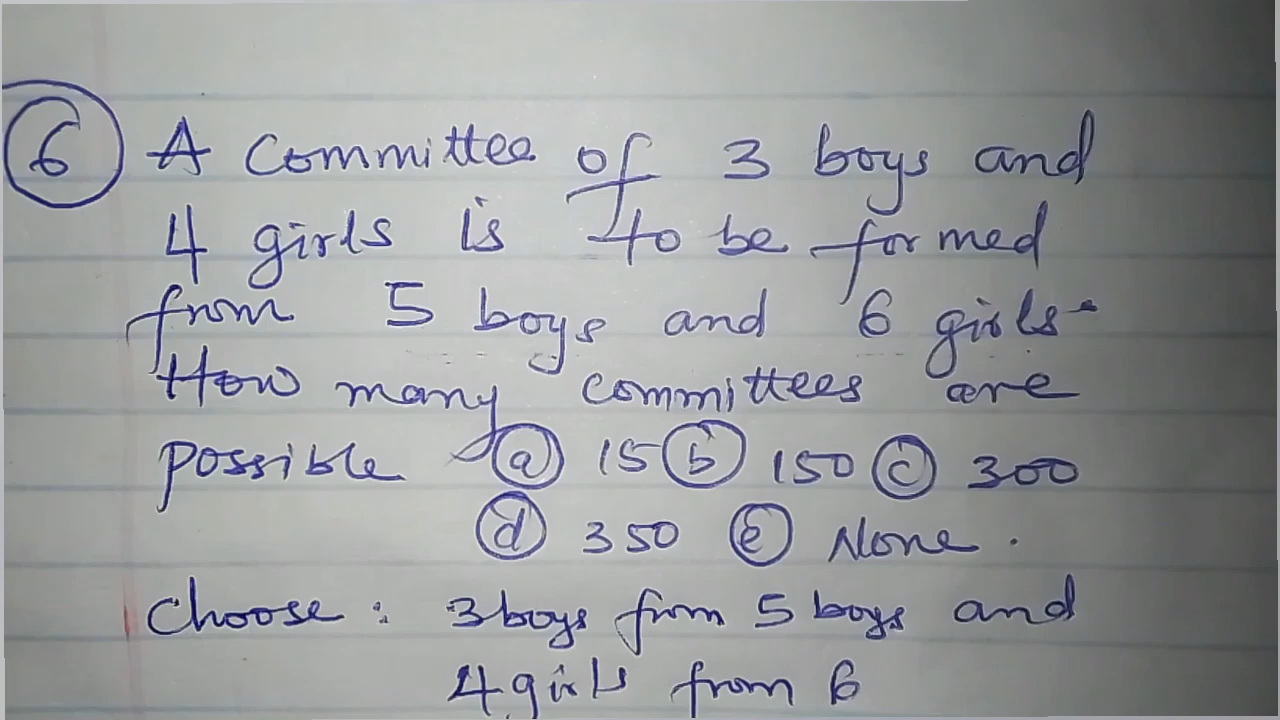 6 A committee of 3 boys and
4 girls is to be formed
from 5 boys and 6 girls-
How many committees are
possible (a) 15 (b) 150 (c) 300
(d) 350 (e) None.
Choose: 3 boys from 5 boys and
4 girls from 6